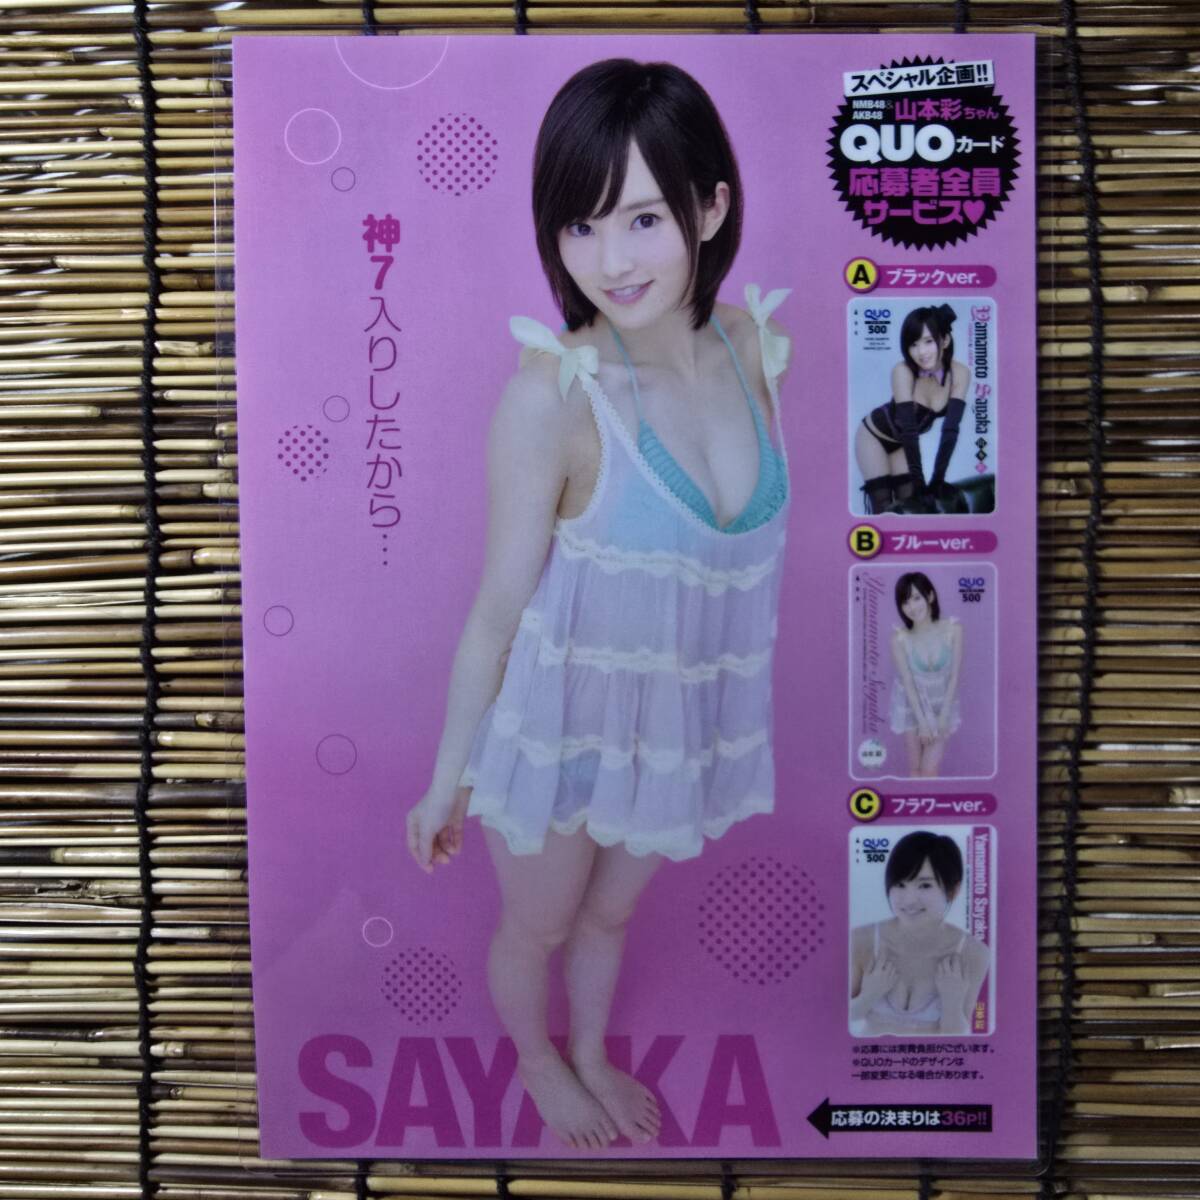 神7入りしたから…
SAYAKA
スペシャル企画!!
NMB48&
AKB48
山本彩ちゃん
QUOカード
応募者全員
サービス♥
A ブラックver.
QUO
500
Yamamoto Sayaka
B ブルーver.
QUO
500
Yamamoto Sayaka
山本 彩
C フラワーver.
QUO
500
Yamamoto Sayaka
山本彩
※応募には実費負担がございます。
※QUOカードのデザインは
一部変更になる場合があります。
応募の決まりは36P!!